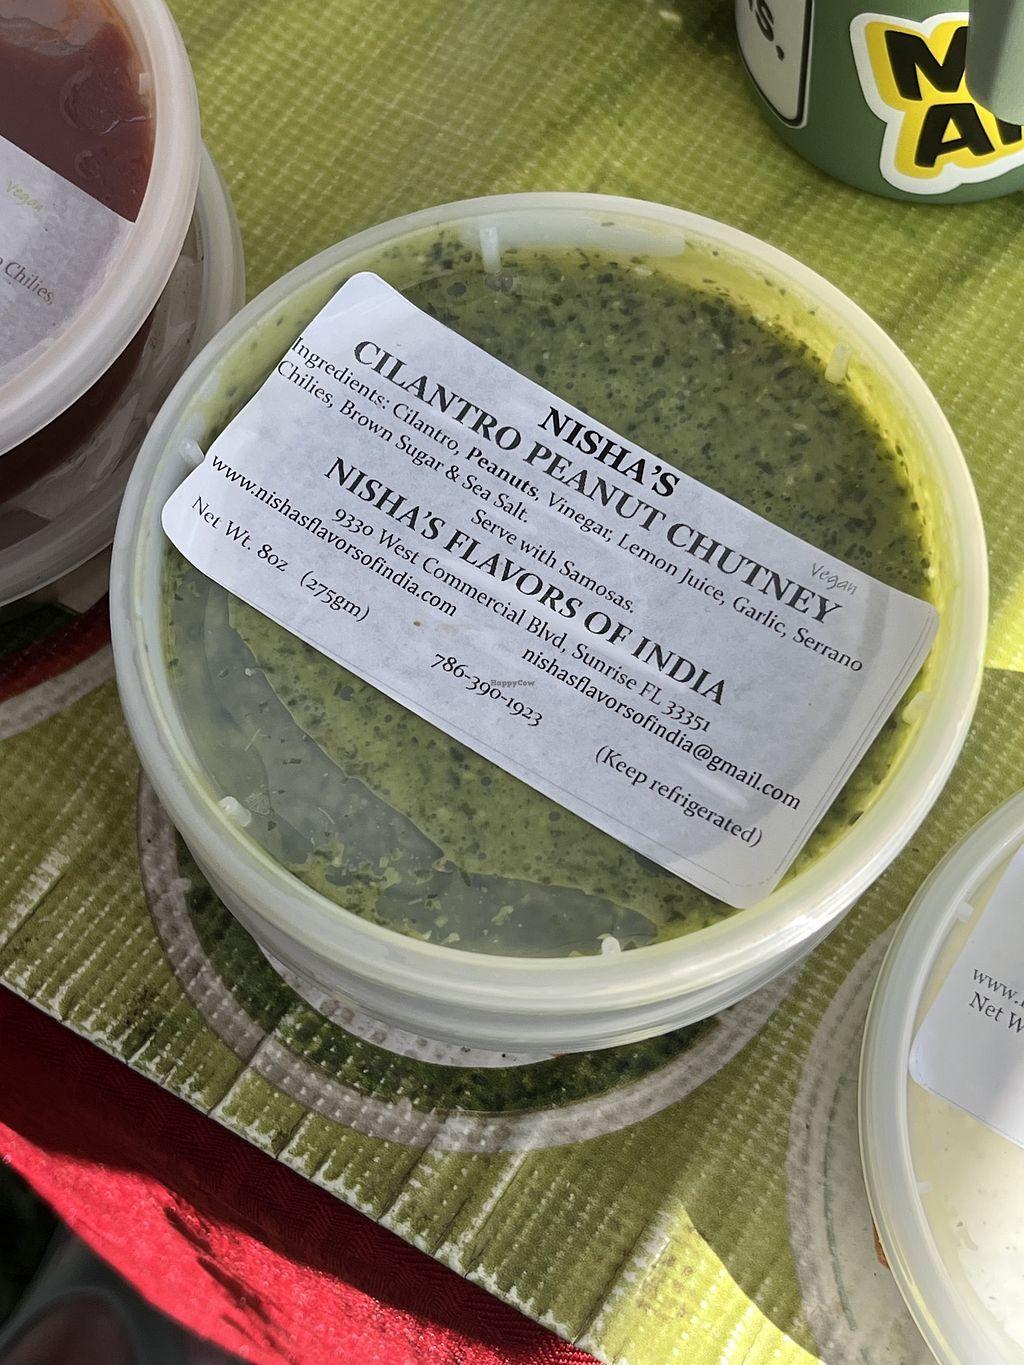 NISHA'S
CILANTRO PEANUT CHUTNEY
Vegan
Ingredients: Cilantro, Peanuts, Vinegar, Lemon Juice, Garlic, Serrano
Chilies, Brown Sugar & Sea Salt.
Serve with Samosas.
NISHA'S FLAVORS OF INDIA
9330 West Commercial Blvd, Sunrise FL 33351
www.nishasflavorsofindia.com nishasflavorsofindia@gmail.com
Net Wt. 8oz (275gm) 786-390-1923 (Keep refrigerated)
HappyCow
Vegan
Chilies,
www.
Net W
S.
M
A